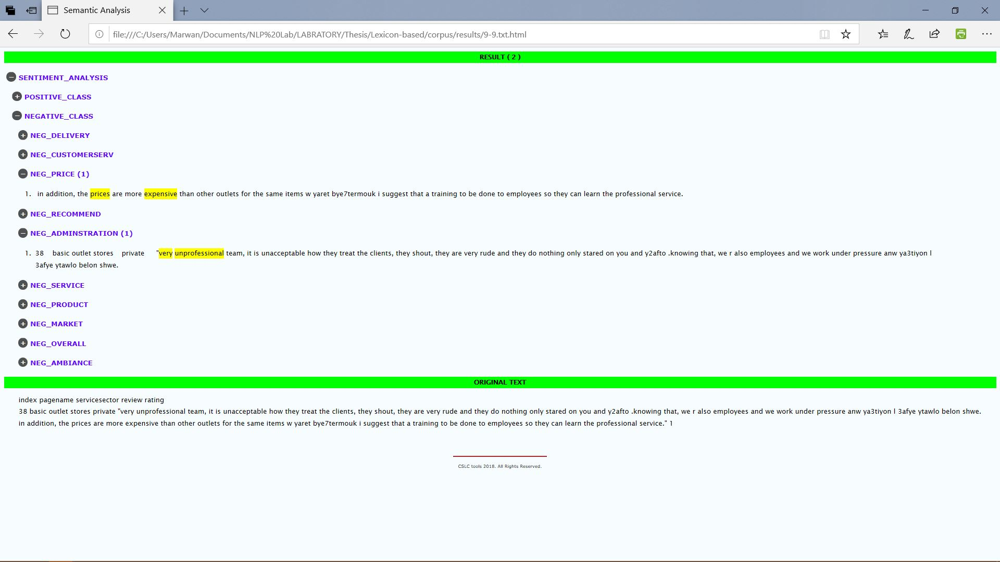 Semantic Analysis
file:///C:/Users/Marwan/Documents/NLP%20Lab/LABRATORY/Thesis/Lexicon-based/corpus/results/9-9.txt.html
RESULT ( 2 )
SENTIMENT_ANALYSIS
POSITIVE_CLASS
NEGATIVE_CLASS
NEG_DELIVERY
NEG_CUSTOMERSERV
NEG_PRICE (1)
1. in addition, the prices are more expensive than other outlets for the same items w yaret bye7termouk i suggest that a training to be done to employees so they can learn the professional service.
NEG_RECOMMEND
NEG_ADMINSTRATION (1)
1. 38 basic outlet stores private "very unprofessional team, it is unacceptable how they treat the clients, they shout, they are very rude and they do nothing only stared on you and y2afto .knowing that, we r also employees and we work under pressure anw ya3tiyon l
3afye ytawlo belon shwe.
NEG_SERVICE
NEG_PRODUCT
NEG_MARKET
NEG_OVERALL
NEG_AMBIANCE
ORIGINAL TEXT
index pagename servicesector review rating
38 basic outlet stores private "very unprofessional team, it is unacceptable how they treat the clients, they shout, they are very rude and they do nothing only stared on you and y2afto .knowing that, we r also employees and we work under pressure anw ya3tiyon l 3afye ytawlo belon shwe.
in addition, the prices are more expensive than other outlets for the same items w yaret bye7termouk i suggest that a training to be done to employees so they can learn the professional service." 1
CSLC tools 2018. All Rights Reserved.